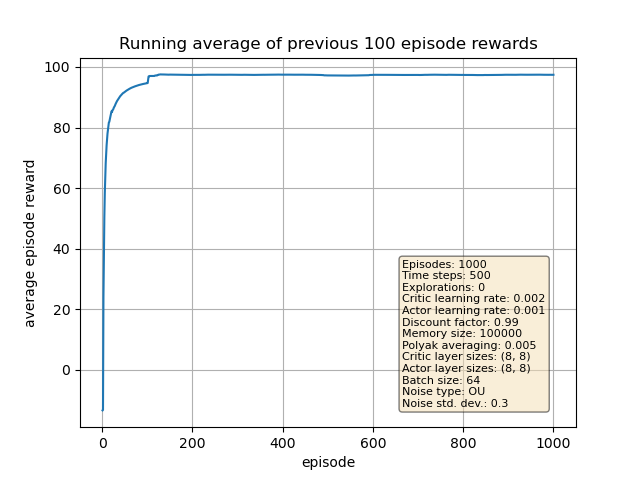 Running average of previous 100 episode rewards
100
80
60
40
20
0
average episode reward
Episodes: 1000
Time steps: 500
Explorations: 0
Critic learning rate: 0.002
Actor learning rate: 0.001
Discount factor: 0.99
Memory size: 100000
Polyak averaging: 0.005
Critic layer sizes: (8, 8)
Actor layer sizes: (8, 8)
Batch size: 64
Noise type: OU
Noise std. dev.: 0.3
0 200 400 600 800 1000
episode